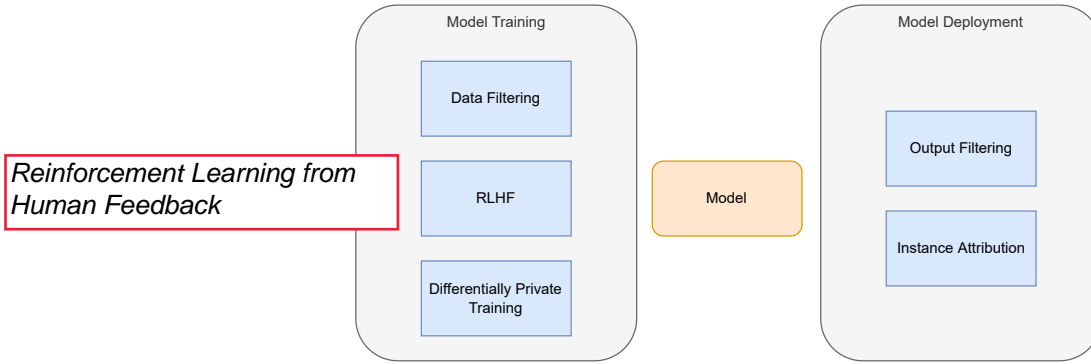 Model Training
Data Filtering
Reinforcement Learning from
Human Feedback
RLHF
Differentially Private
Training
Model
Model Deployment
Output Filtering
Instance Attribution